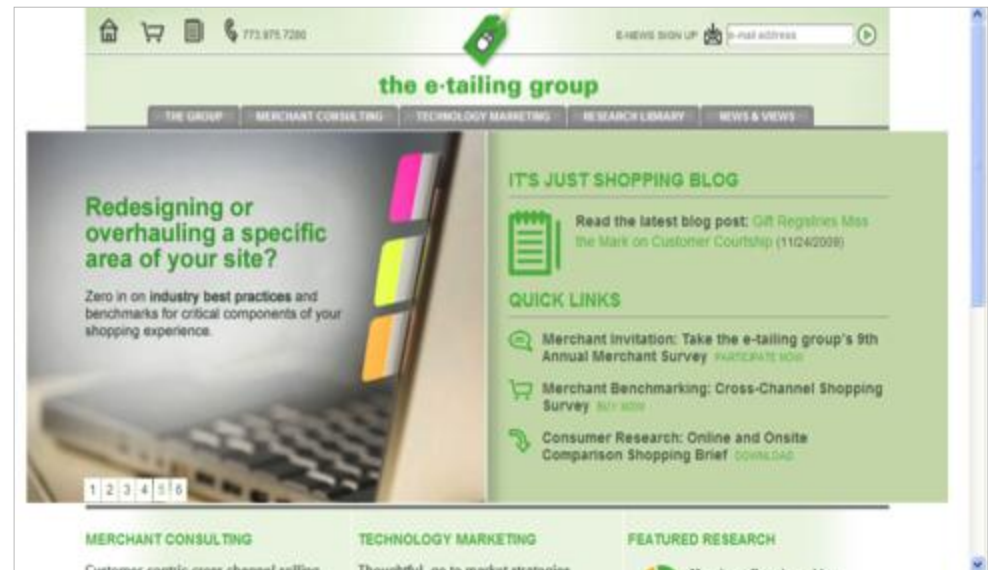 773.975.7280
E-NEWS SIGN UP
e-mail address
the e-tailing group
THE GROUP
MERCHANT CONSULTING
TECHNOLOGY MARKETING
RESEARCH LIBRARY
NEWS & VIEWS
Redesigning or
overhauling a specific
area of your site?
Zero in on industry best practices and
benchmarks for critical components of your
shopping experience.
1 2 3 4 5 6
IT'S JUST SHOPPING BLOG
Read the latest blog post: Gift Registries Miss
the Mark on Customer Courtship (11/24/2009)
QUICK LINKS
Merchant Invitation: Take the e-tailing group's 9th
Annual Merchant Survey PARTICIPATE NOW
Merchant Benchmarking: Cross-Channel Shopping
Survey BUY NOW
Consumer Research: Online and Onsite
Comparison Shopping Brief DOWNLOAD
MERCHANT CONSULTING
TECHNOLOGY MARKETING
FEATURED RESEARCH